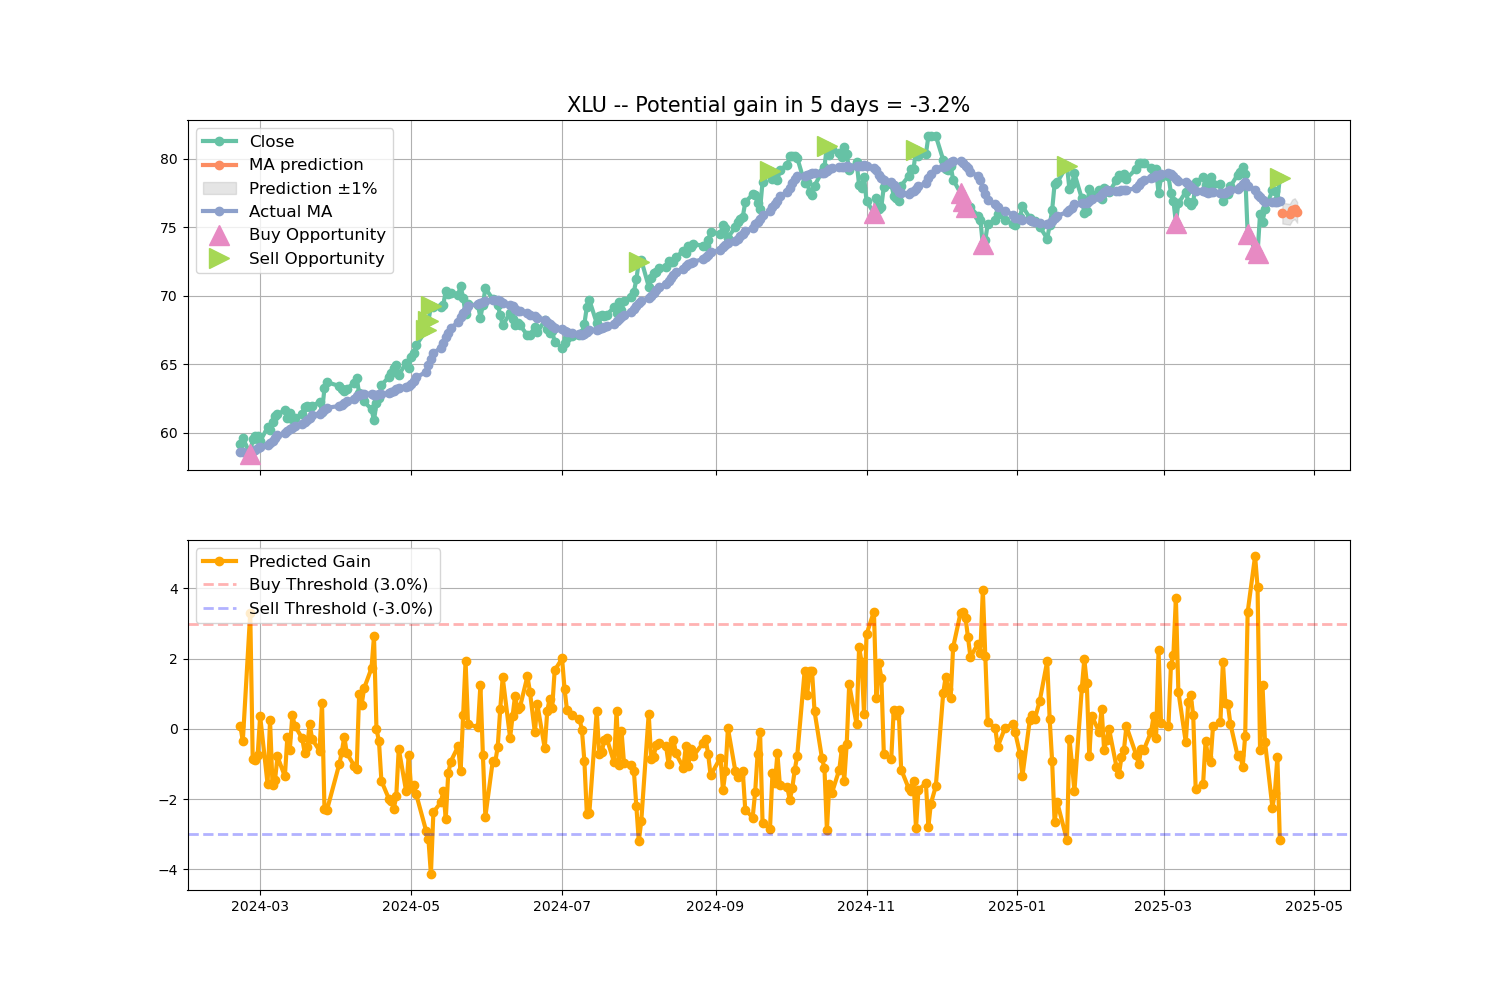 XLU -- Potential gain in 5 days = -3.2%
Close
MA prediction
Prediction ±1%
Actual MA
Buy Opportunity
Sell Opportunity
80
75
70
65
60
Predicted Gain
Buy Threshold (3.0%)
Sell Threshold (-3.0%)
4
2
0
−2
−4
2024-03 2024-05 2024-07 2024-09 2024-11 2025-01 2025-03 2025-05